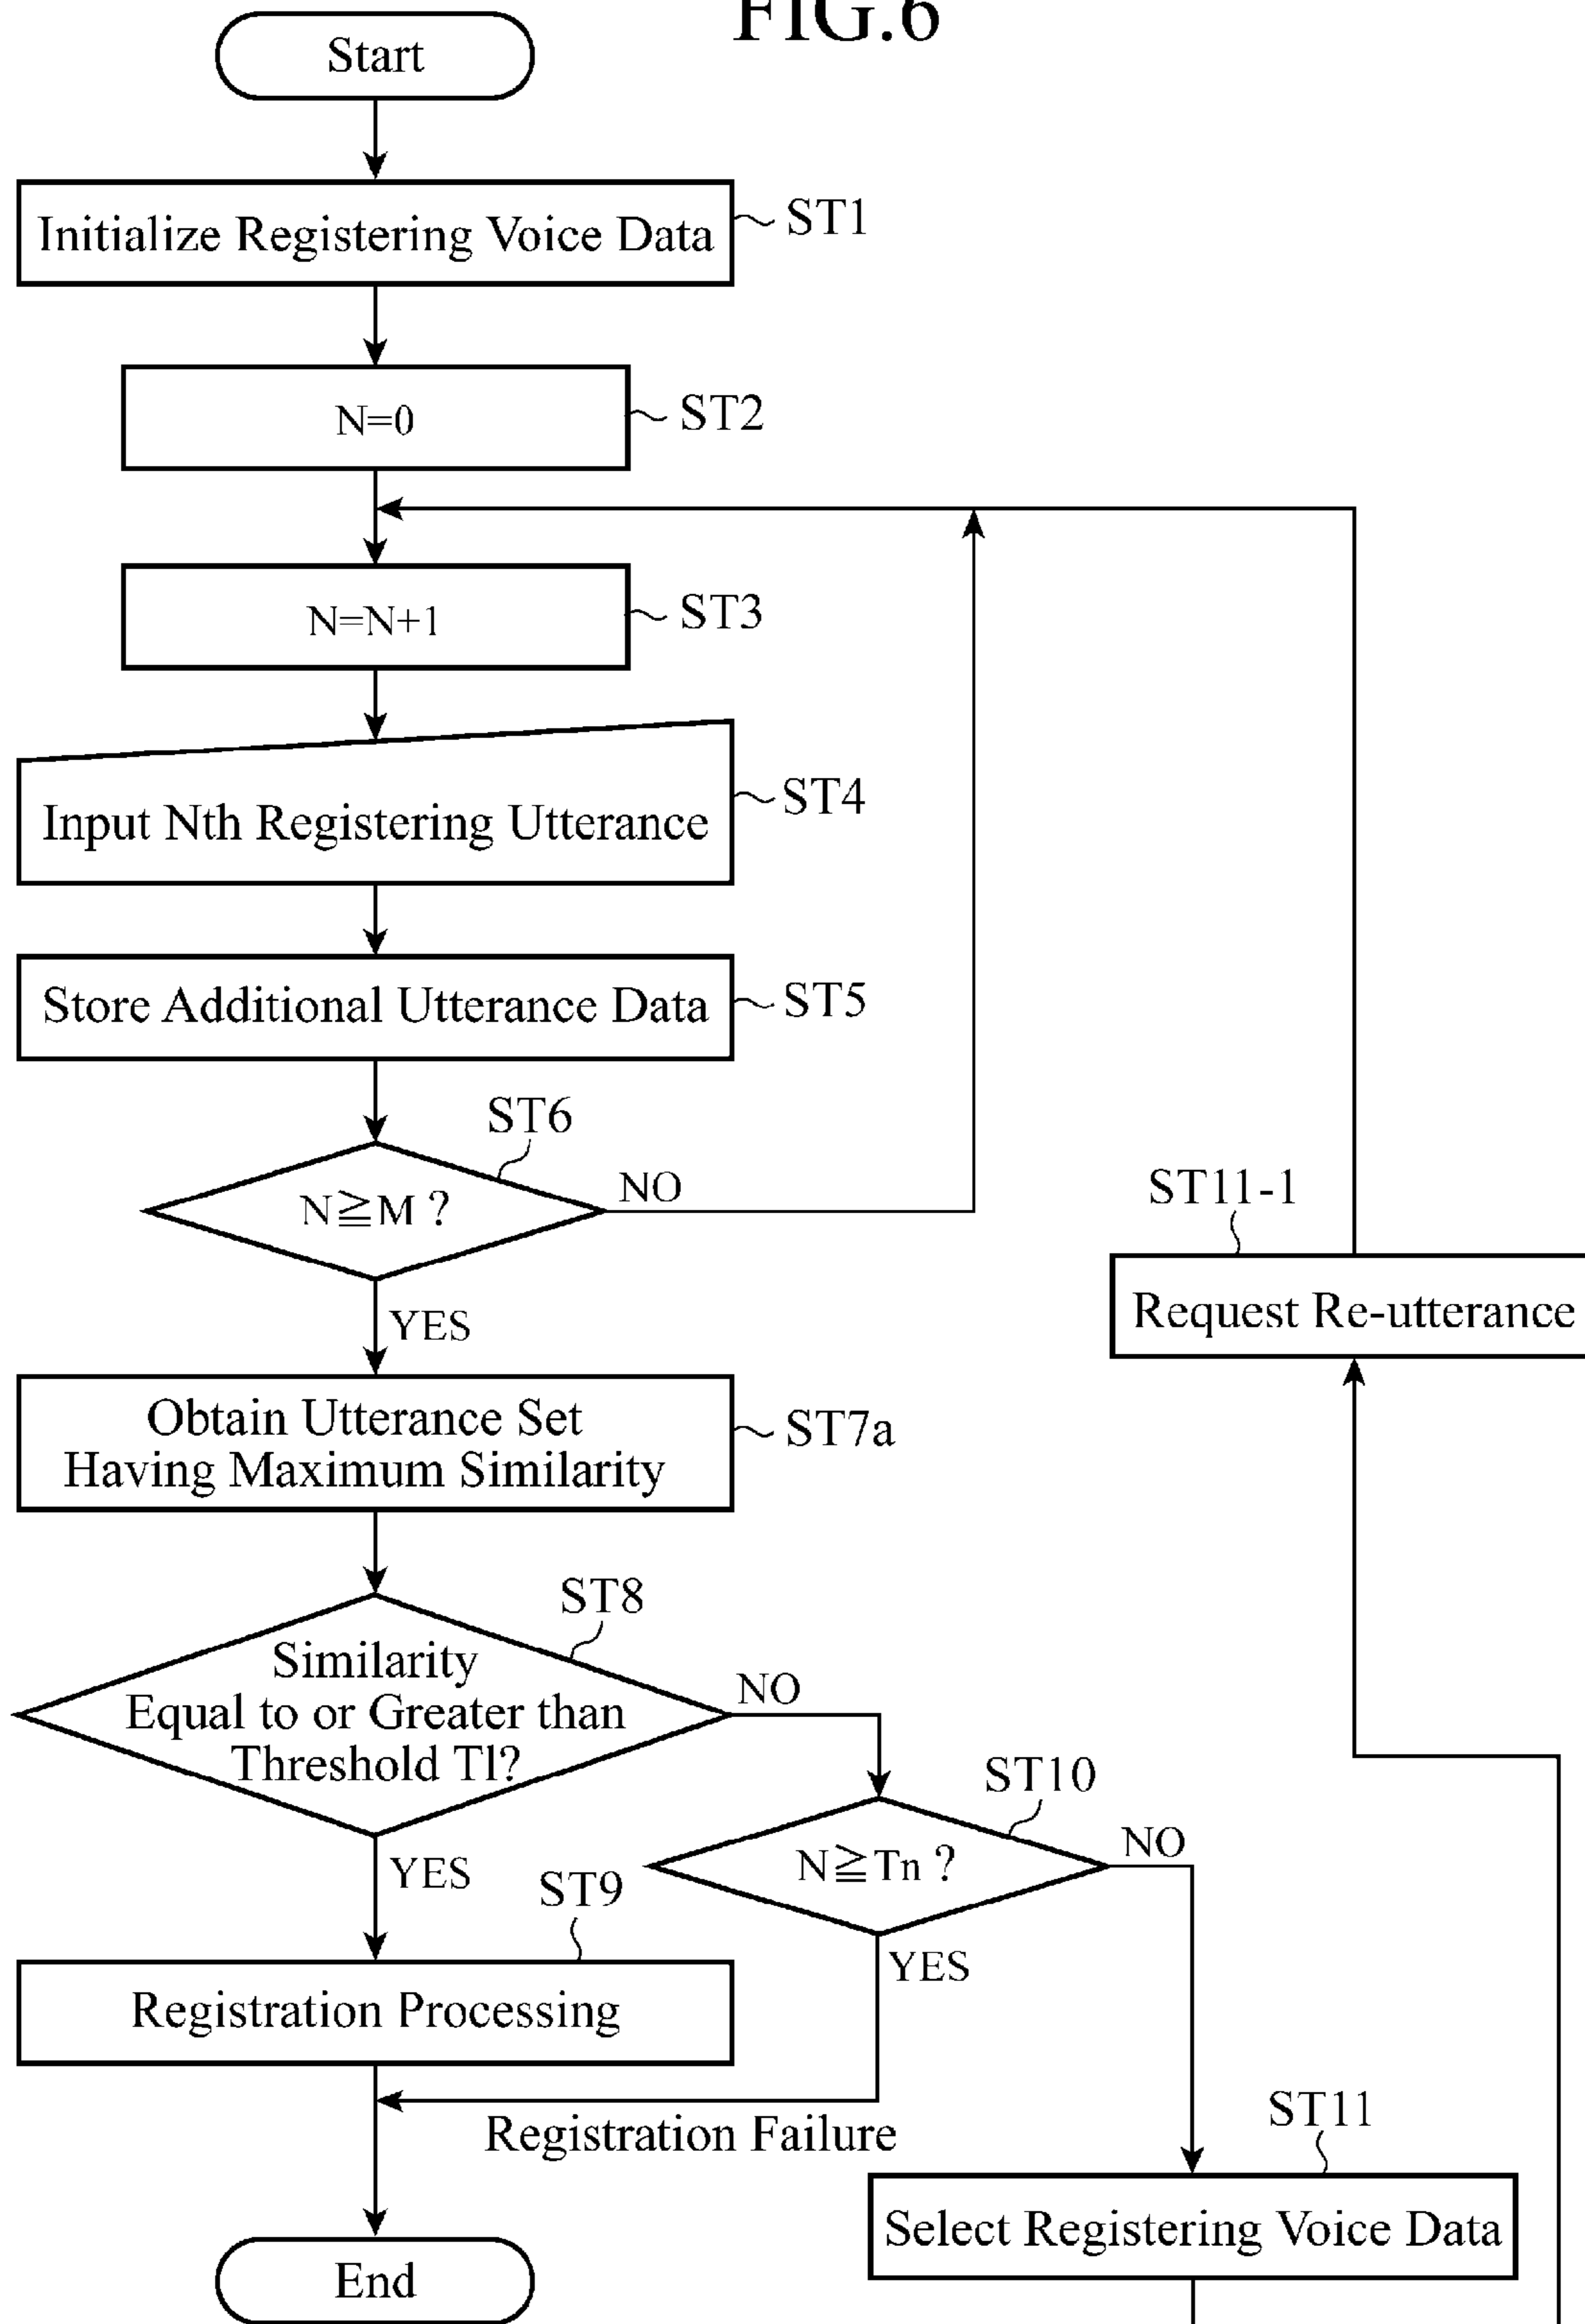 FIG.6
Start
Initialize Registering Voice Data
ST1
N=0
ST2
N=N+1
ST3
Input Nth Registering Utterance
ST4
Store Additional Utterance Data
ST5
ST6
N≧M ?
NO
YES
ST11-1
Request Re-utterance
Obtain Utterance Set
Having Maximum Similarity
ST7a
ST8
Similarity
Equal to or Greater than
Threshold Tl?
NO
YES
ST10
N≧Tn ?
NO
YES
ST9
Registration Processing
Registration Failure
ST11
Select Registering Voice Data
End